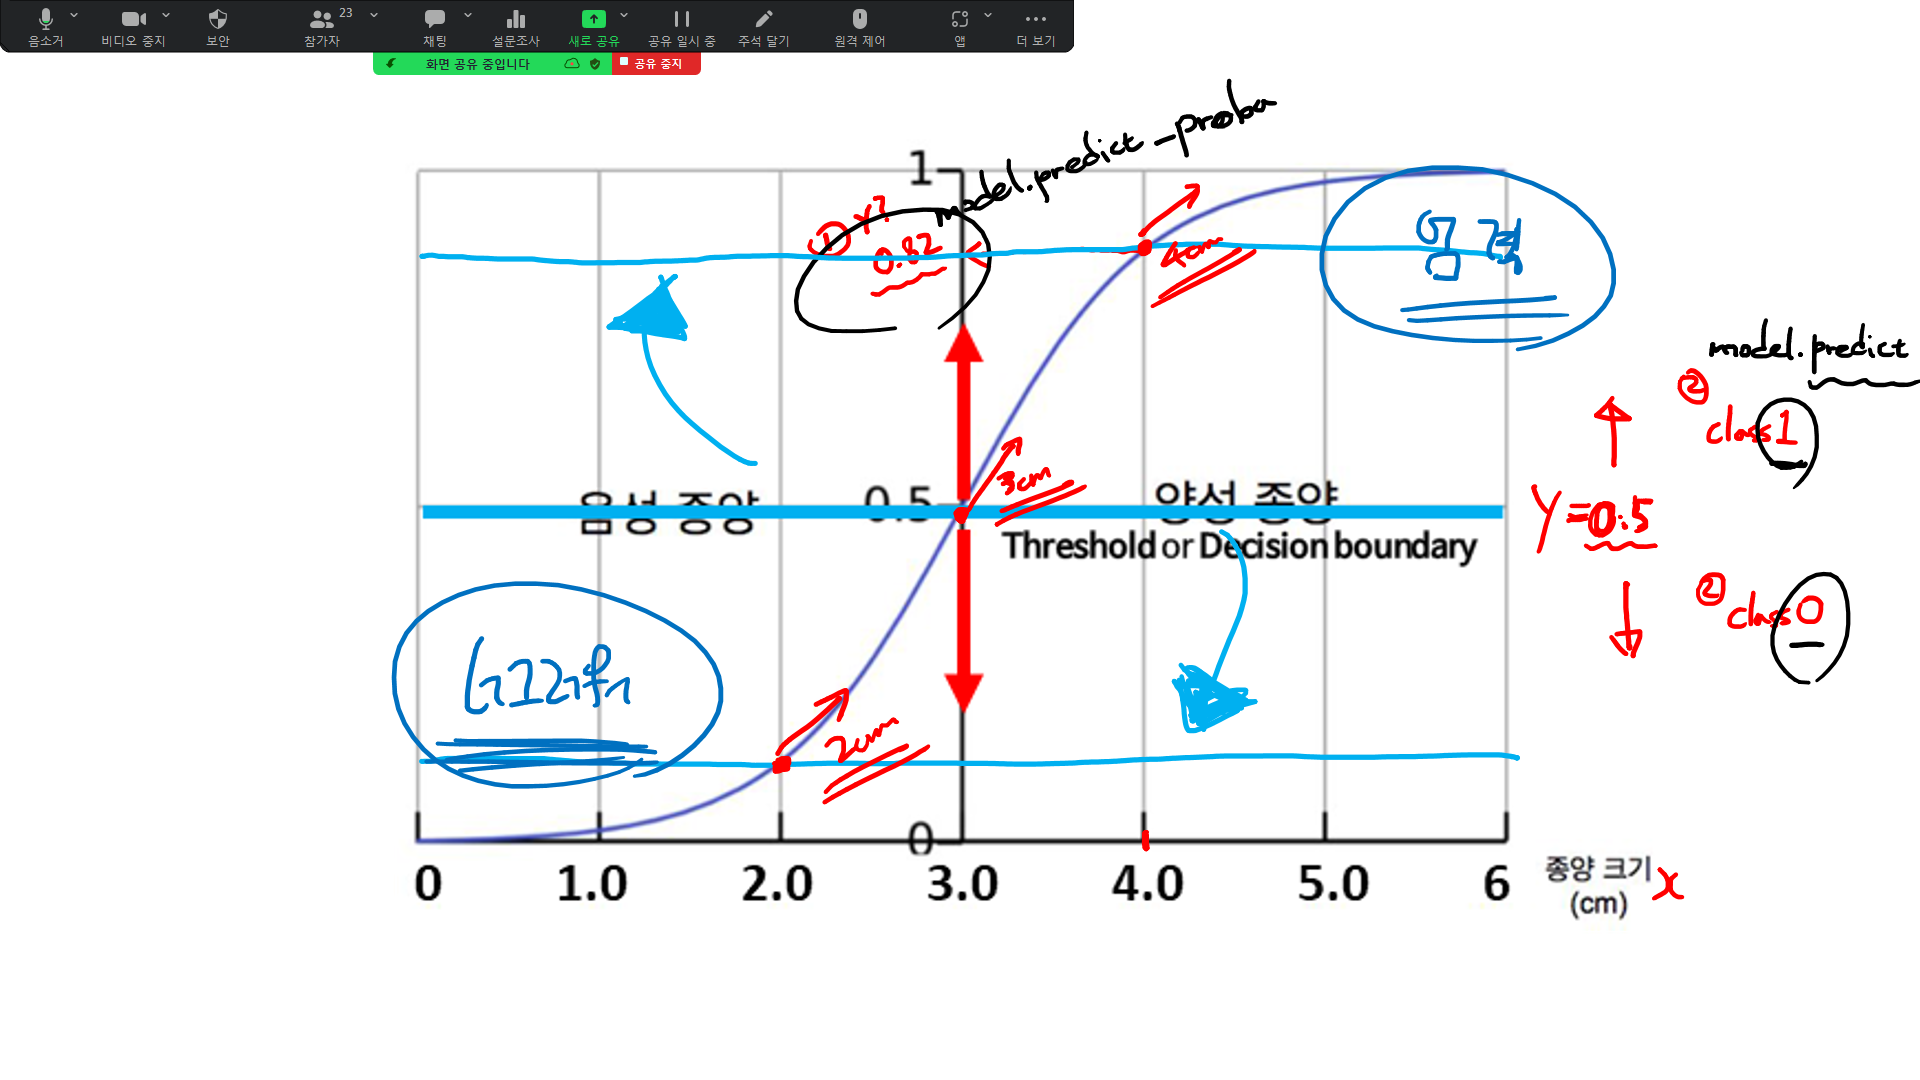 음소거 비디오 중지 보안 참가자 23 채팅 설문조사 새로 공유 공유 일시 중 주석 달기 원격 제어 앱 더 보기
화면 공유 중입니다 공유 중지
model.predict_proba
1
① Y?
0.82
4cm
model.predict
② class 1
3cm
음성 종양 0.5 양성 종양
Y=0.5
Threshold or Decision boundary
② class 0
2cm
0
0 1.0 2.0 3.0 4.0 5.0 6
종양 크기
(cm) x